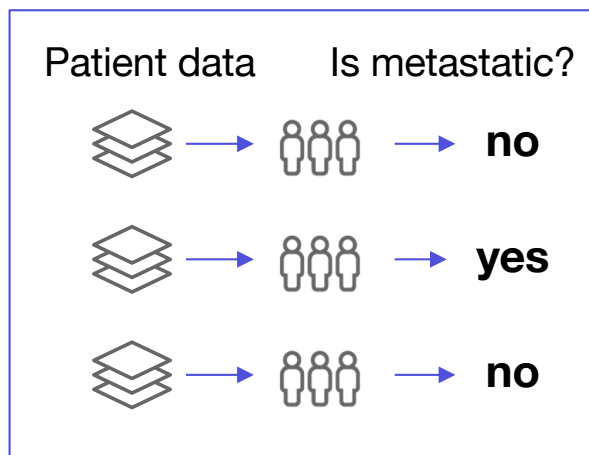 Patient data Is metastatic?
no
yes
no